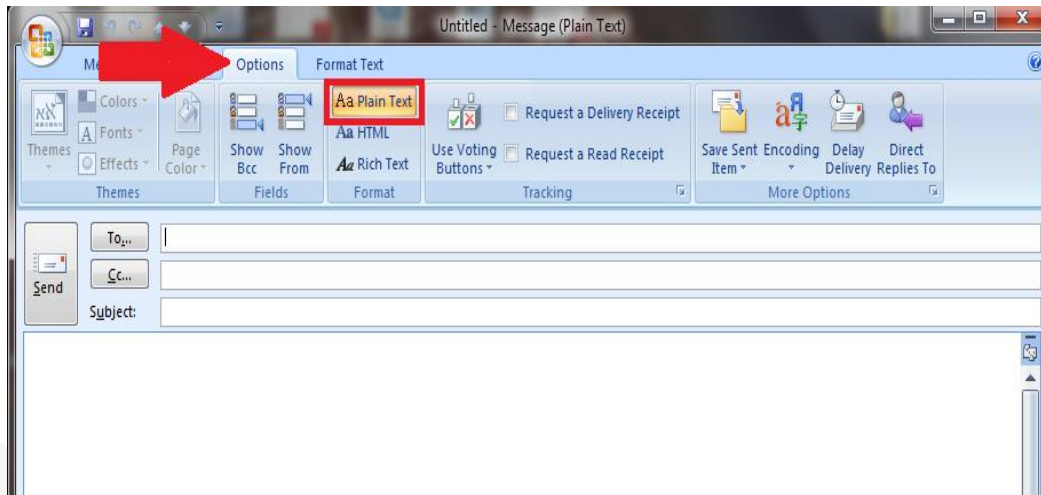 Untitled - Message (Plain Text)
Options Format Text
Themes
Colors
A Fonts
Effects
Page Color
Themes
Show Bcc
Show From
Fields
Aa Plain Text
Aa HTML
Aa Rich Text
Format
Use Voting Buttons
Request a Delivery Receipt
Request a Read Receipt
Tracking
Save Sent Item
Encoding
Delay Delivery
Direct Replies To
More Options
Send
To...
Cc...
Subject: